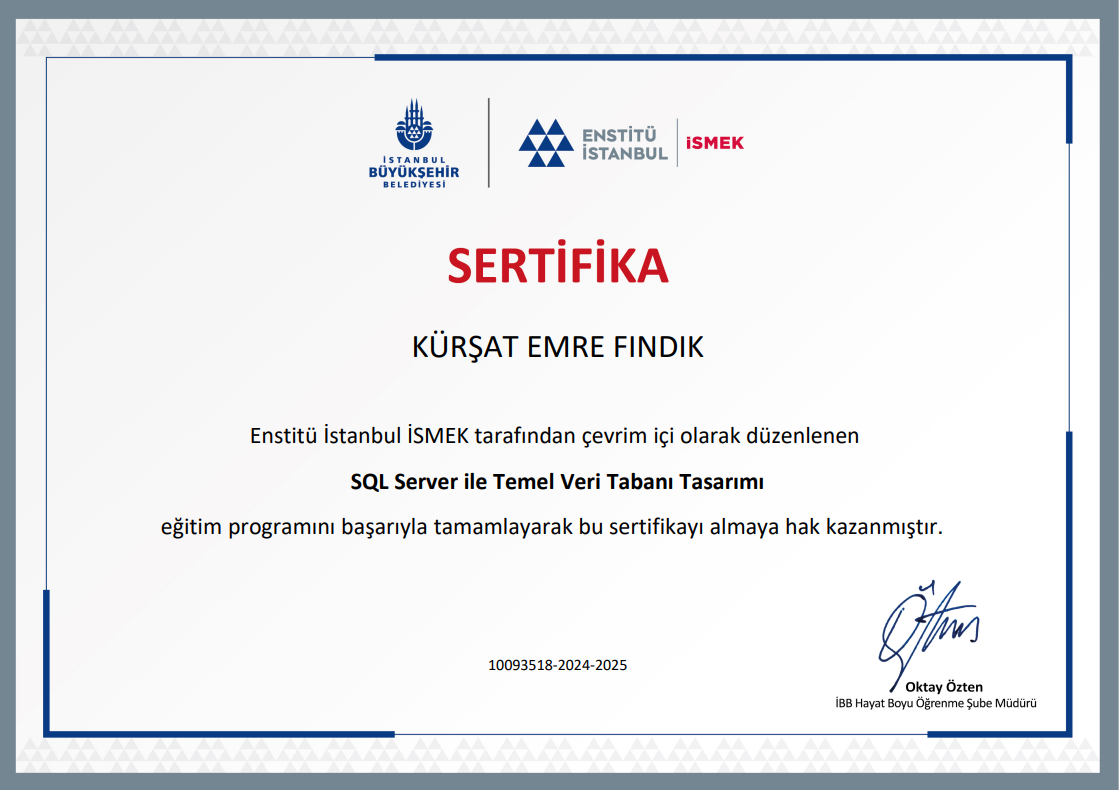 İSTANBUL
BÜYÜKŞEHİR
BELEDİYESİ
ENSTİTÜ
İSTANBUL
iSMEK
SERTİFİKA
KÜRŞAT EMRE FINDIK
Enstitü İstanbul İSMEK tarafından çevrim içi olarak düzenlenen
SQL Server ile Temel Veri Tabanı Tasarımı
eğitim programını başarıyla tamamlayarak bu sertifikayı almaya hak kazanmıştır.
10093518-2024-2025
Oktay Özten
İBB Hayat Boyu Öğrenme Şube Müdürü